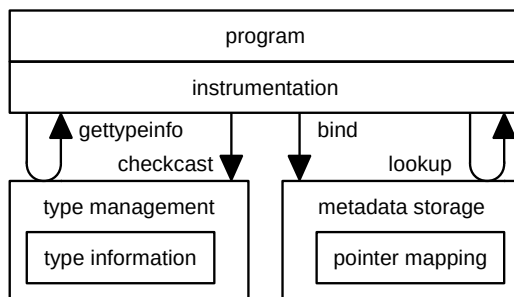 program
instrumentation
gettypeinfo
bind
checkcast
lookup
type management
metadata storage
type information
pointer mapping